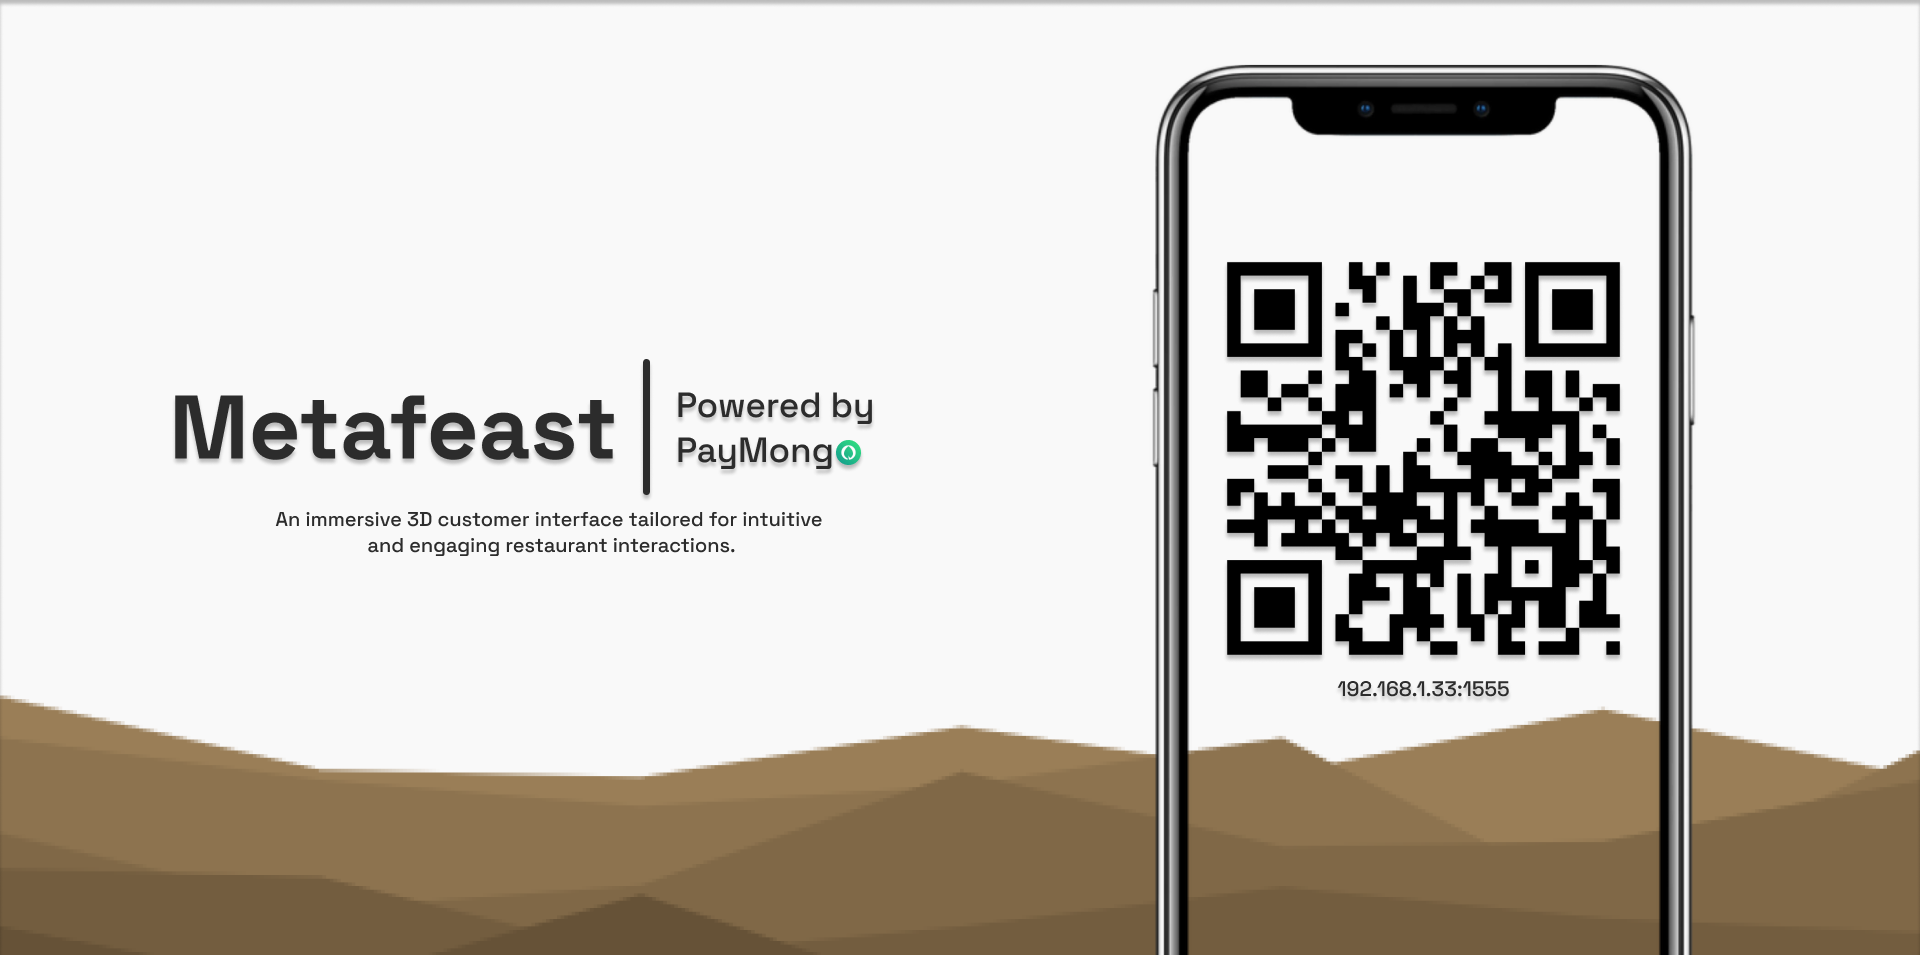 Metafeast
Powered by
PayMongo
An immersive 3D customer interface tailored for intuitive
and engaging restaurant interactions.
192.168.1.33:1555